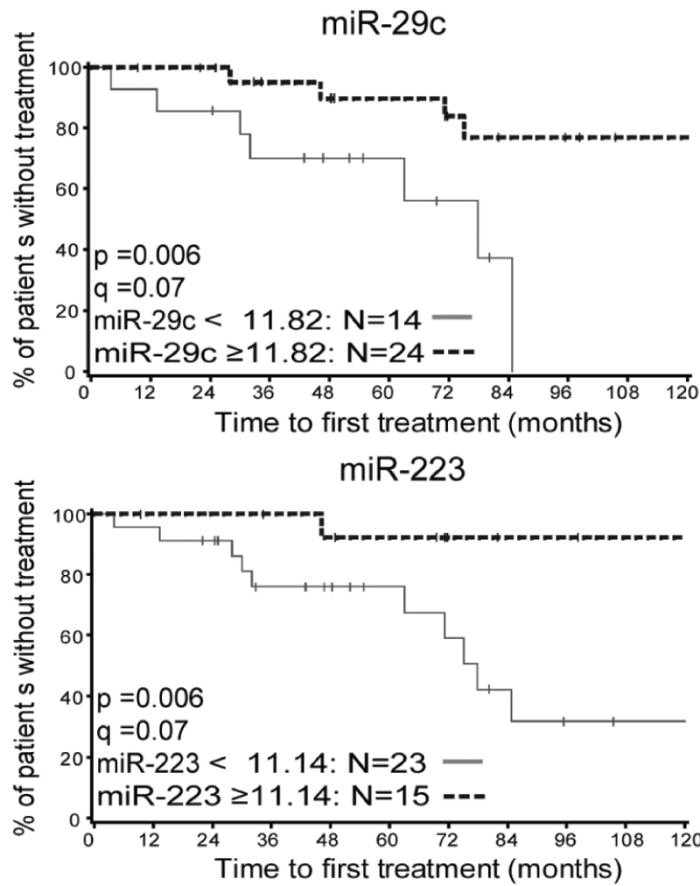 miR-29c
% of patient s without treatment
100
80
60
40
20
0
p =0.006
q =0.07
miR-29c < 11.82: N=14
miR-29c ≥11.82: N=24
0 12 24 36 48 60 72 84 96 108 120
Time to first treatment (months)
miR-223
% of patient s without treatment
100
80
60
40
20
0
p =0.006
q =0.07
miR-223 < 11.14: N=23
miR-223 ≥11.14: N=15
0 12 24 36 48 60 72 84 96 108 120
Time to first treatment (months)